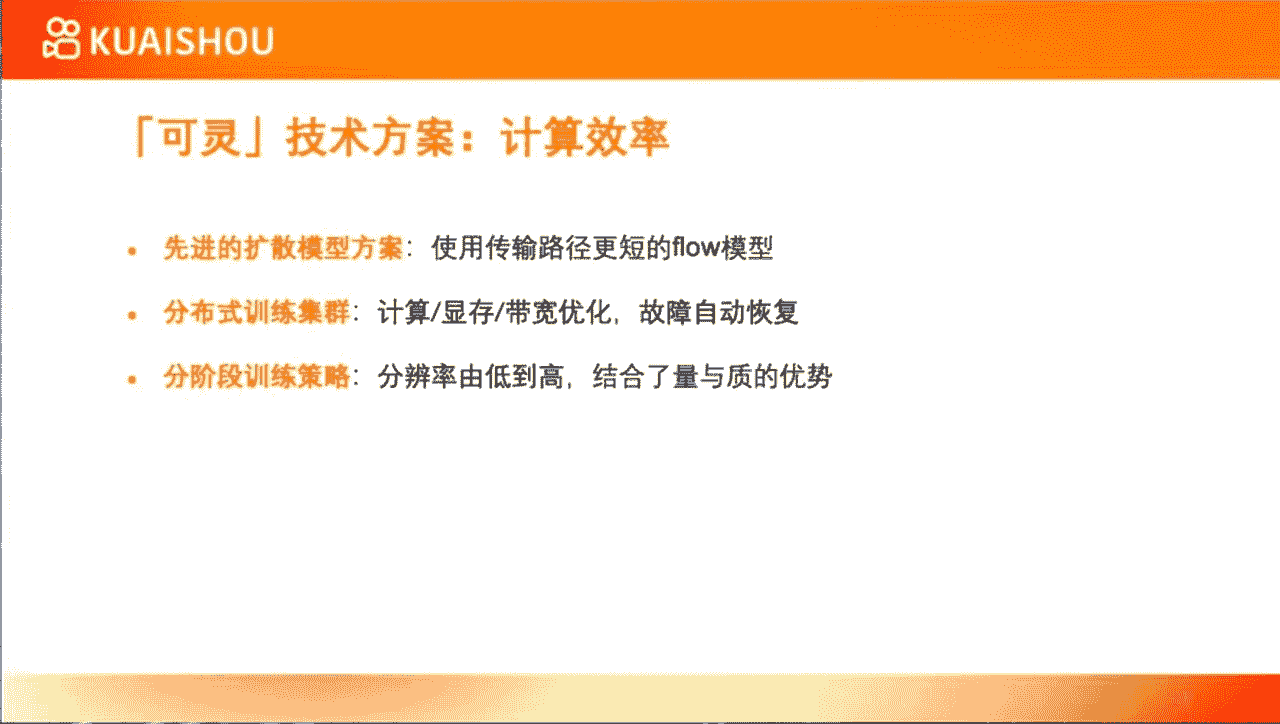 KUAISHOU
「可灵」技术方案：计算效率
• 先进的扩散模型方案：使用传输路径更短的flow模型
• 分布式训练集群：计算/显存/带宽优化，故障自动恢复
• 分阶段训练策略：分辨率由低到高，结合了量与质的优势